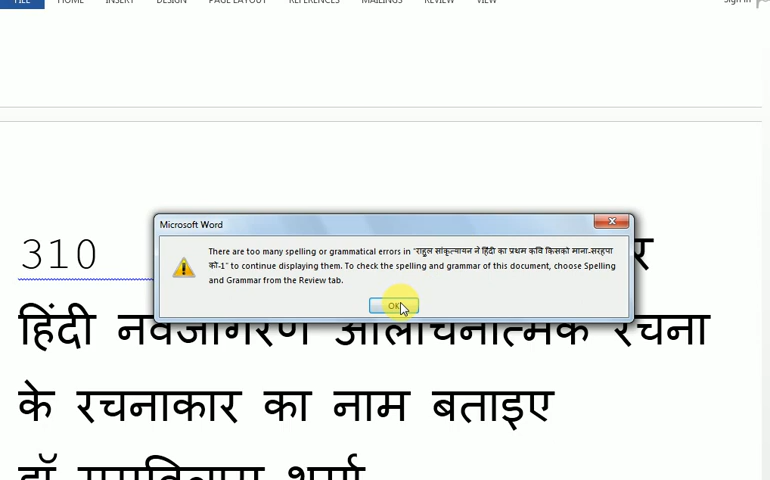 FILE HOME INSERT DESIGN PAGE LAYOUT REFERENCES MAILINGS REVIEW VIEW Sign in
Microsoft Word
There are too many spelling or grammatical errors in "राहुल सांकृत्यायन ने हिंदी का प्रथम कवि किसको माना-सरहपा
को-1" to continue displaying them. To check the spelling and grammar of this document, choose Spelling
and Grammar from the Review tab.
OK
310
हिंदी नवजागरण आलोचनात्मक रचना
के रचनाकार का नाम बताइए
डॉ रामविलास शर्मा